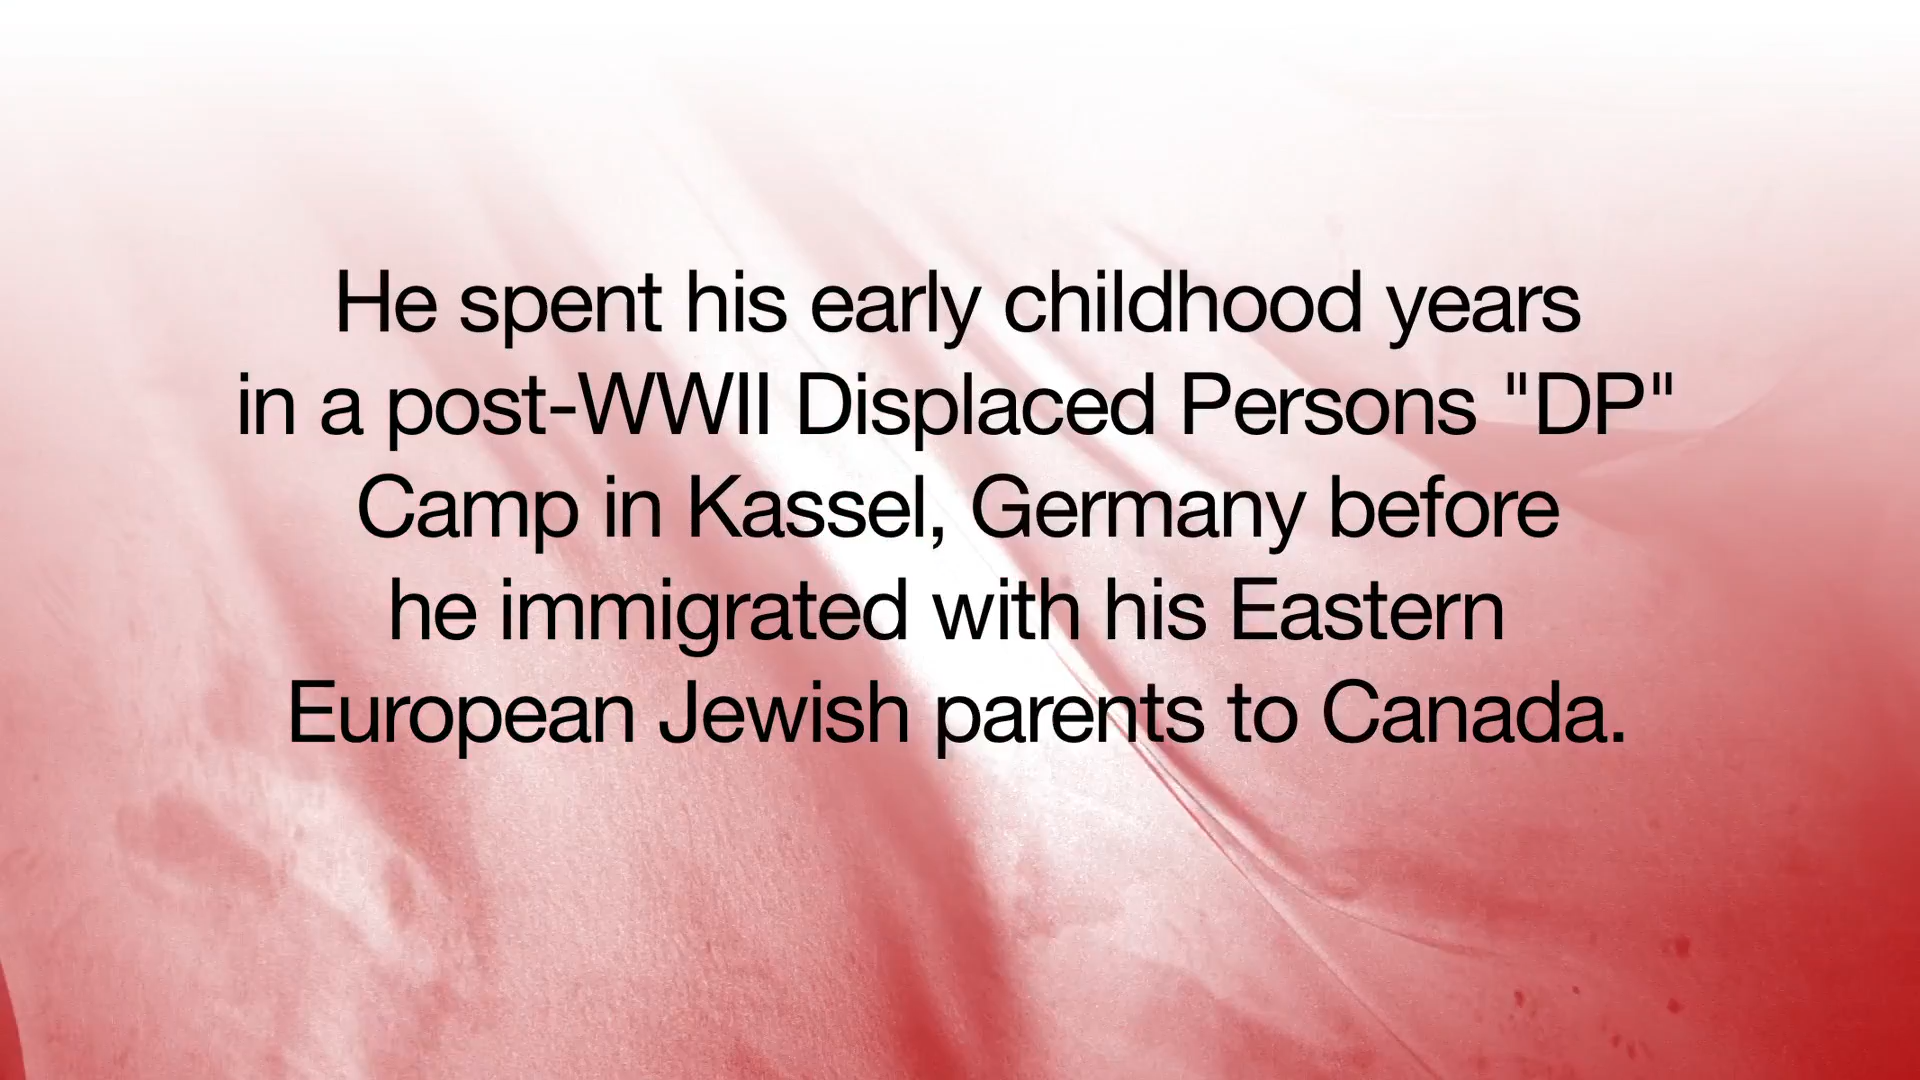 He spent his early childhood years
in a post-WWII Displaced Persons "DP"
Camp in Kassel, Germany before
he immigrated with his Eastern
European Jewish parents to Canada.